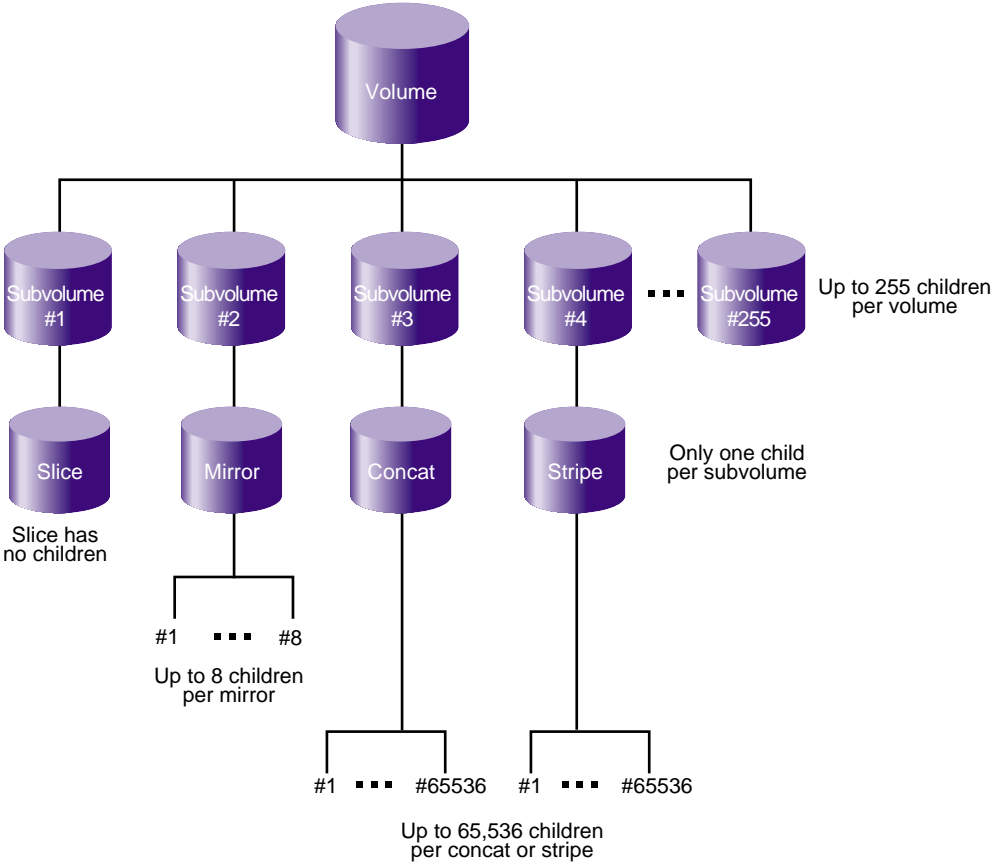 Volume
Subvolume
#1
Subvolume
#2
Subvolume
#3
Subvolume
#4
Subvolume
#255
Up to 255 children
per volume
Slice
Mirror
Concat
Stripe
Only one child
per subvolume
Slice has
no children
#1
#8
Up to 8 children
per mirror
#1
#65536
#1
#65536
Up to 65,536 children
per concat or stripe